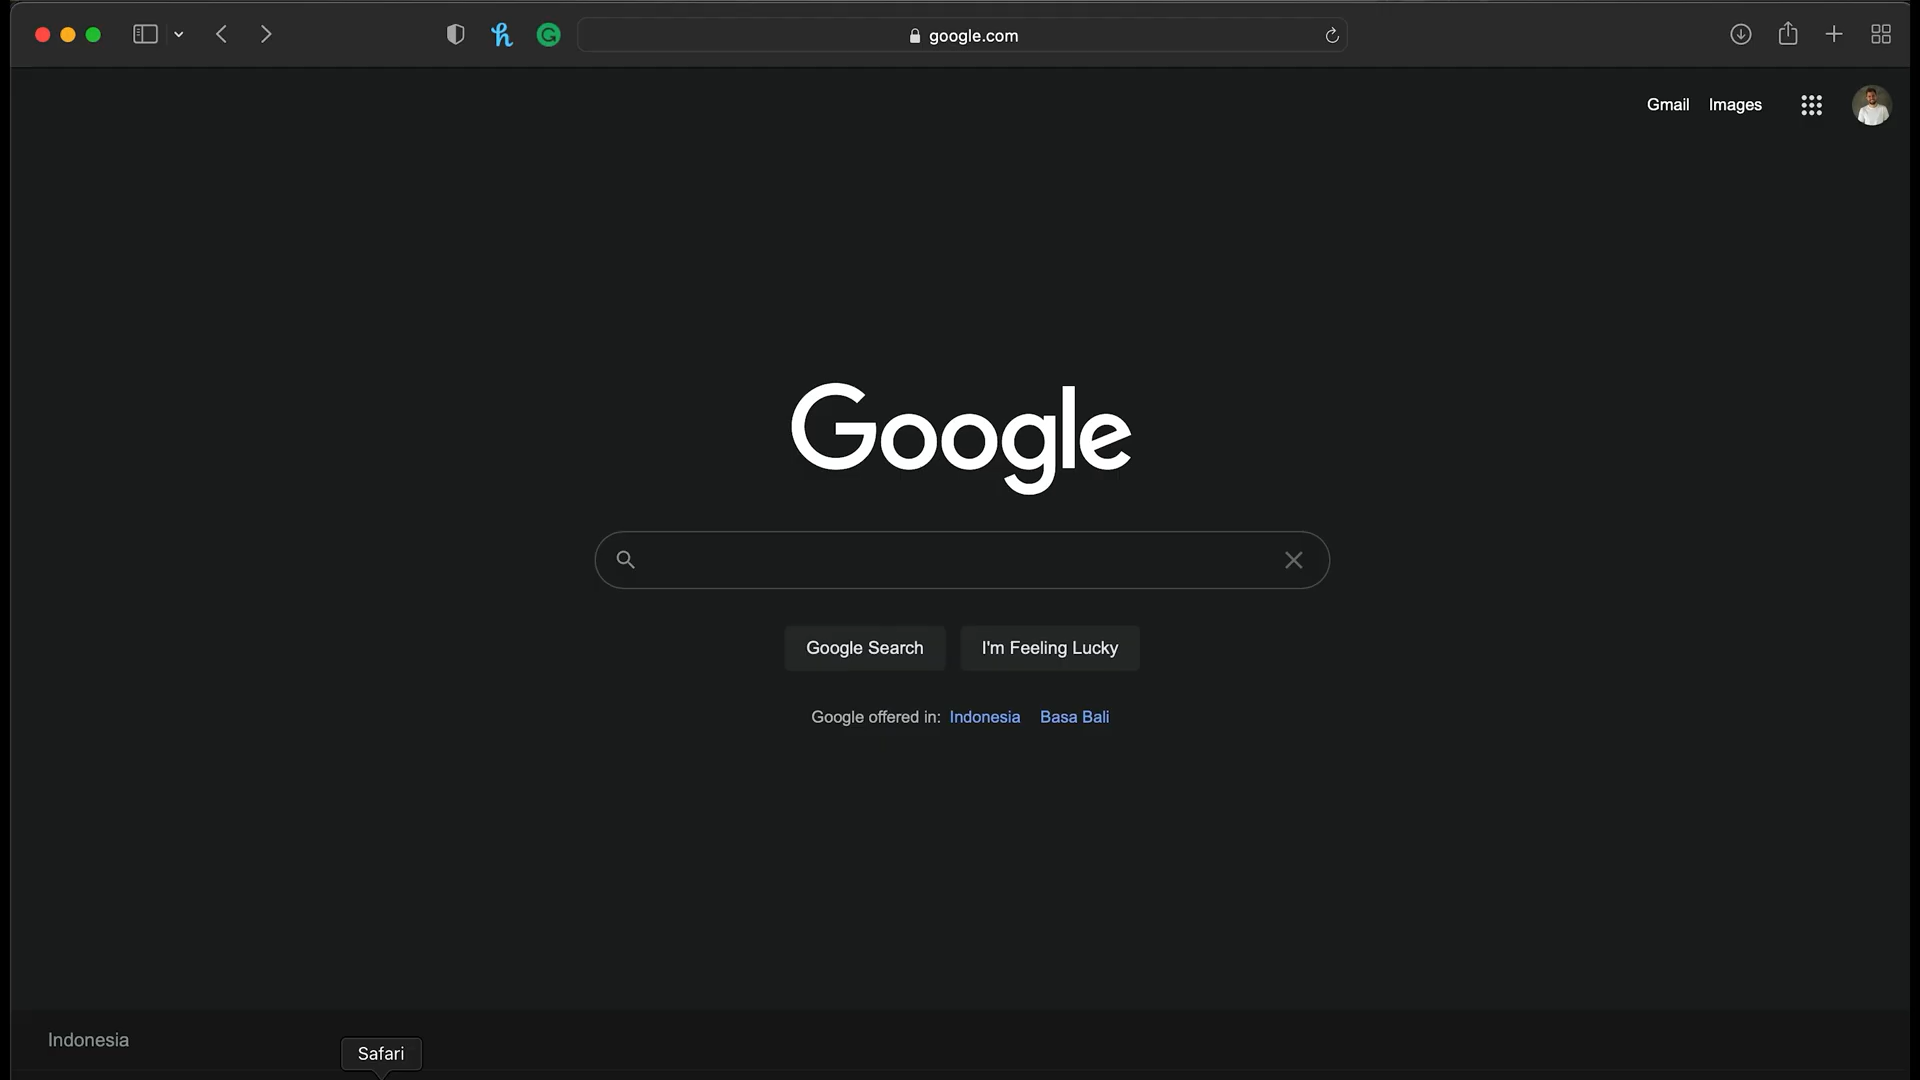 google.com
Gmail Images
Google
Google Search I'm Feeling Lucky
Google offered in: Indonesia Basa Bali
Indonesia
Safari